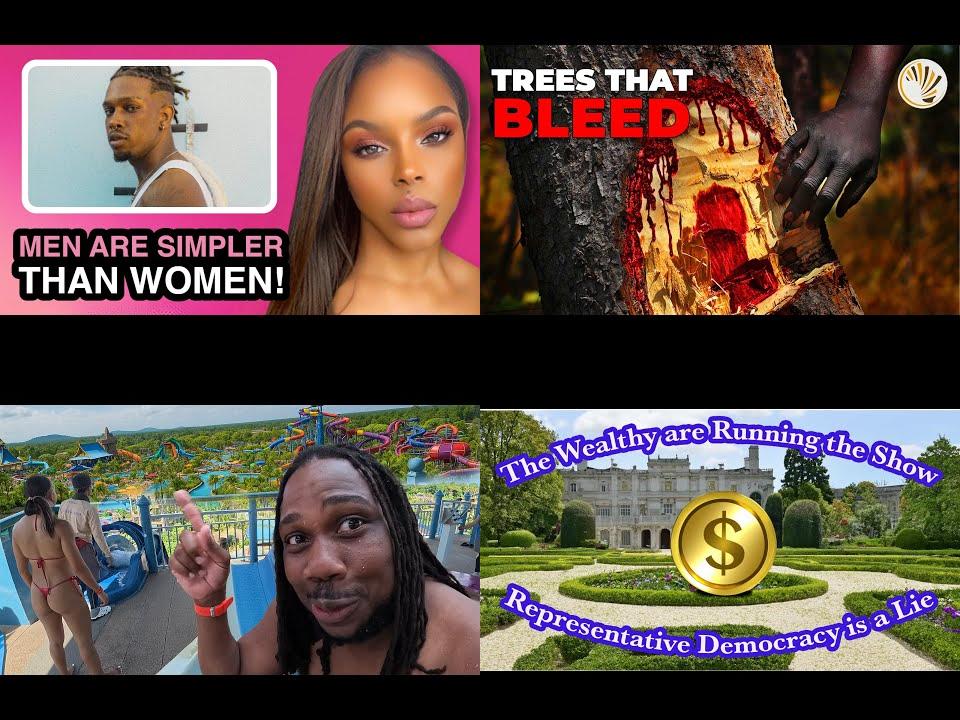 MEN ARE SIMPLER
THAN WOMEN!
TREES THAT
BLEED
The Wealthy are Running the Show
$
Representative Democracy is a Lie